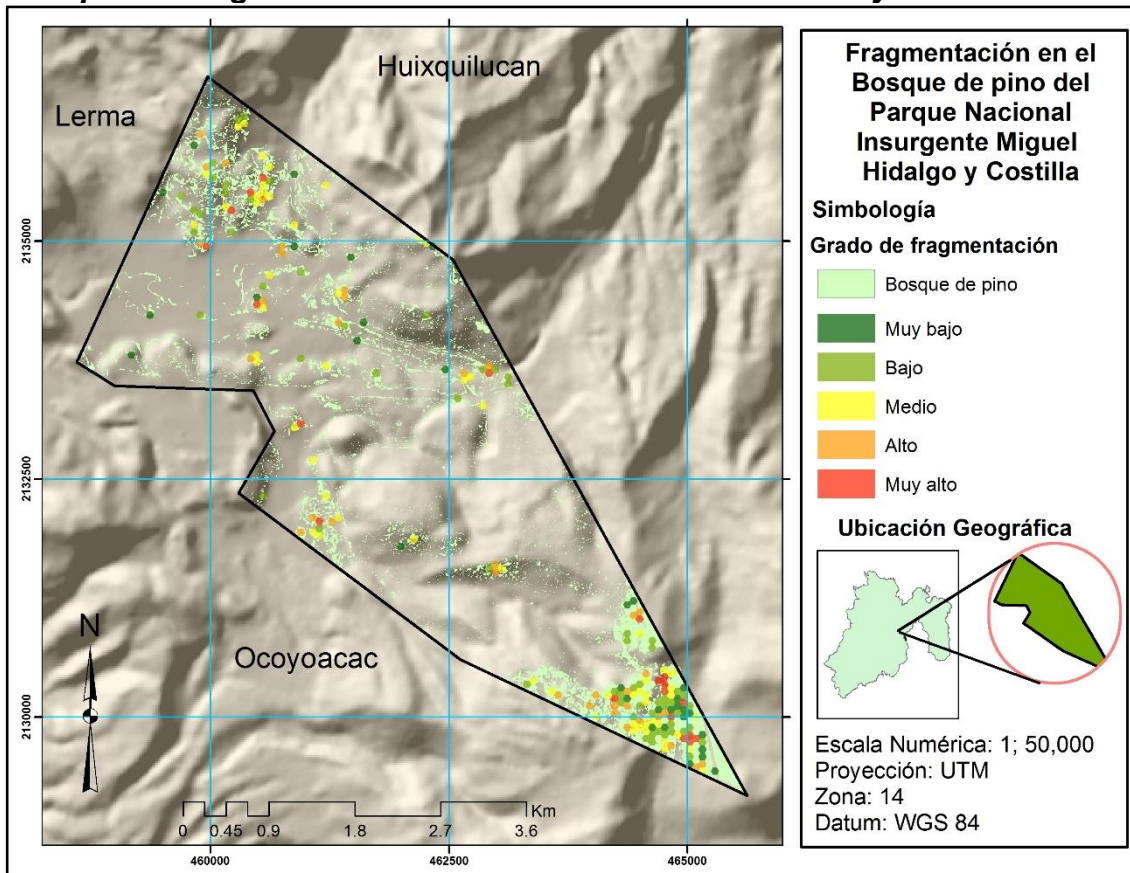 Huixquilucan
Lerma
Ocoyoacac
N
2135000
2132500
2130000
460000
462500
465000
0 0.45 0.9 1.8 2.7 3.6
Km
Fragmentación en el
Bosque de pino del
Parque Nacional
Insurgente Miguel
Hidalgo y Costilla
Simbología
Grado de fragmentación
Bosque de pino
Muy bajo
Bajo
Medio
Alto
Muy alto
Ubicación Geográfica
Escala Numérica: 1; 50,000
Proyección: UTM
Zona: 14
Datum: WGS 84